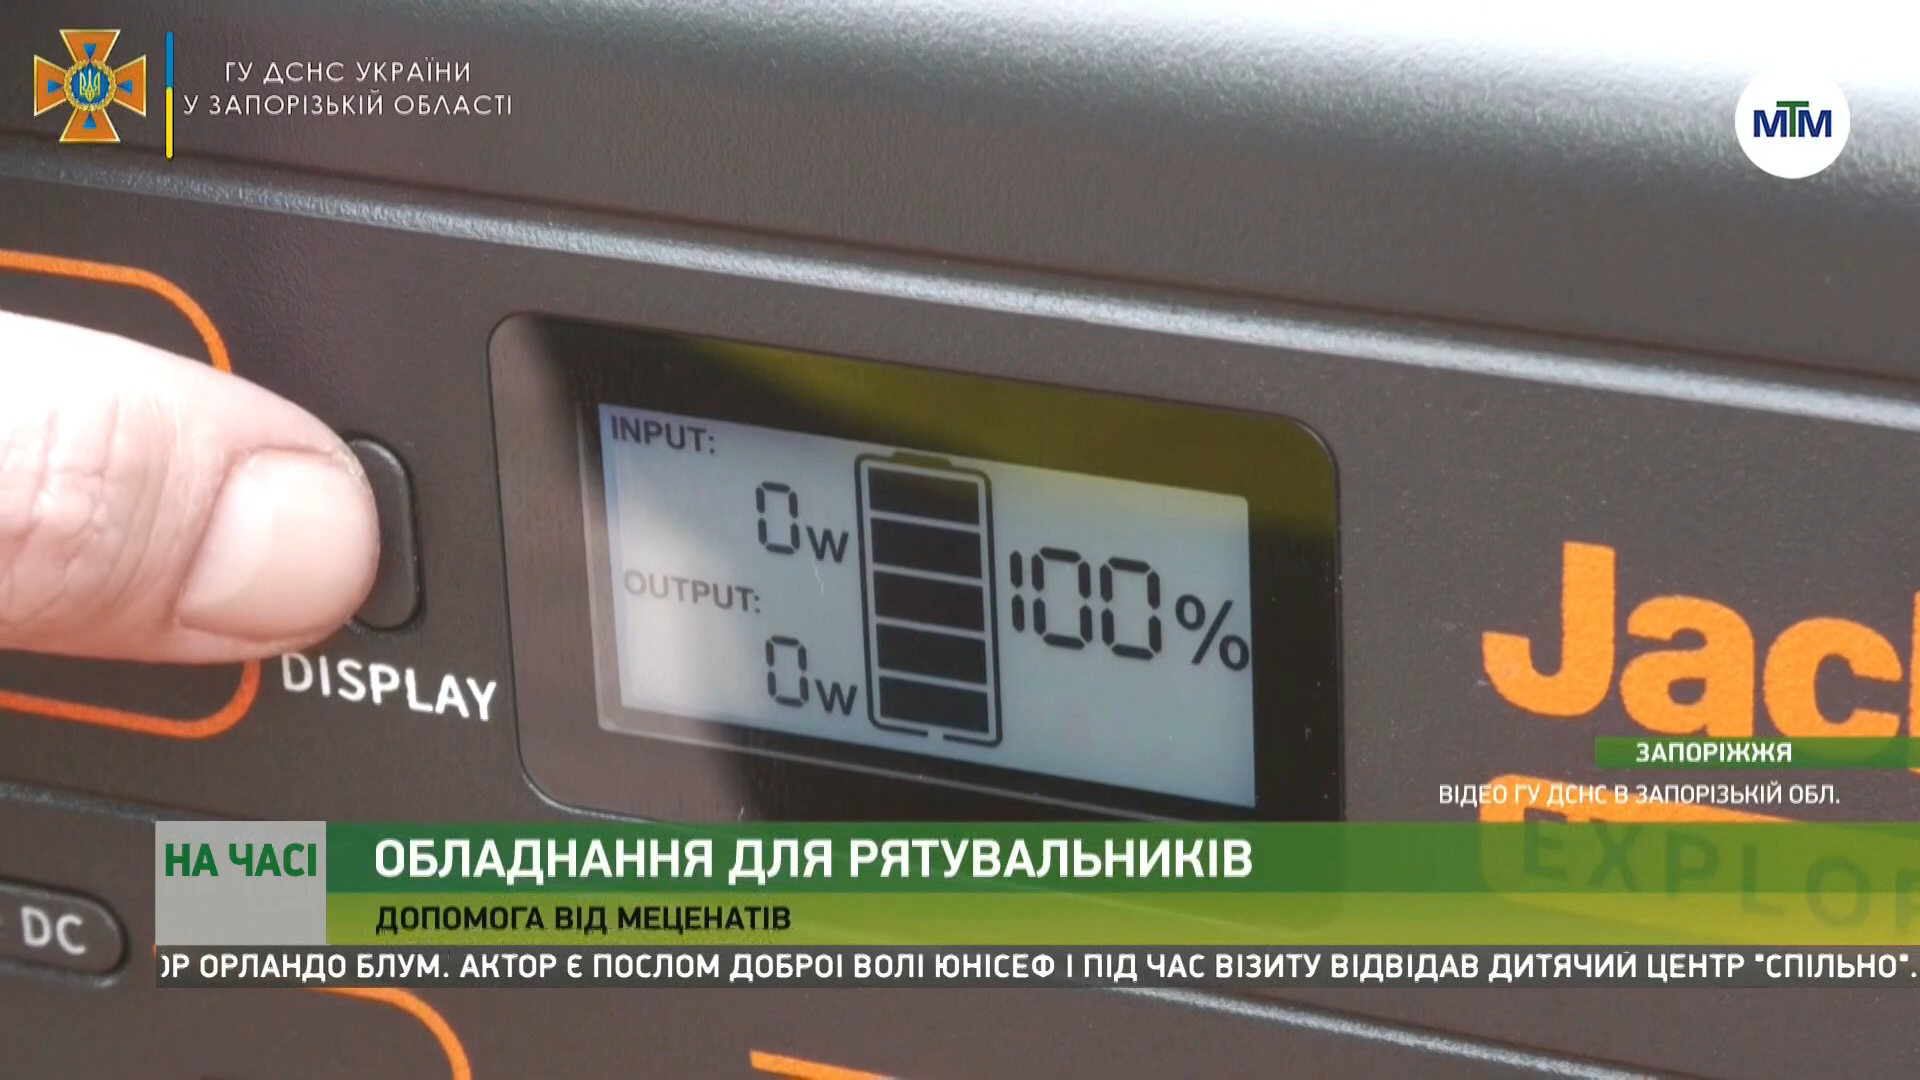 ГУ ДСНС УКРАЇНИ
У ЗАПОРІЗЬКІЙ ОБЛАСТІ
МТМ
INPUT:
0W
OUTPUT:
0W
100%
DISPLAY
DC
ЗАПОРІЖЖЯ
ВІДЕО ГУ ДСНС В ЗАПОРІЗЬКІЙ ОБЛ.
НА ЧАСІ
ОБЛАДНАННЯ ДЛЯ РЯТУВАЛЬНИКІВ
ДОПОМОГА ВІД МЕЦЕНАТІВ
ОРЛАНДО БЛУМ. АКТОР Є ПОСЛОМ ДОБРОІ ВОЛІ ЮНІСЕФ І ПІД ЧАС ВІЗИТУ ВІДВІДАВ ДИТЯЧИЙ ЦЕНТР "СПІЛЬНО".